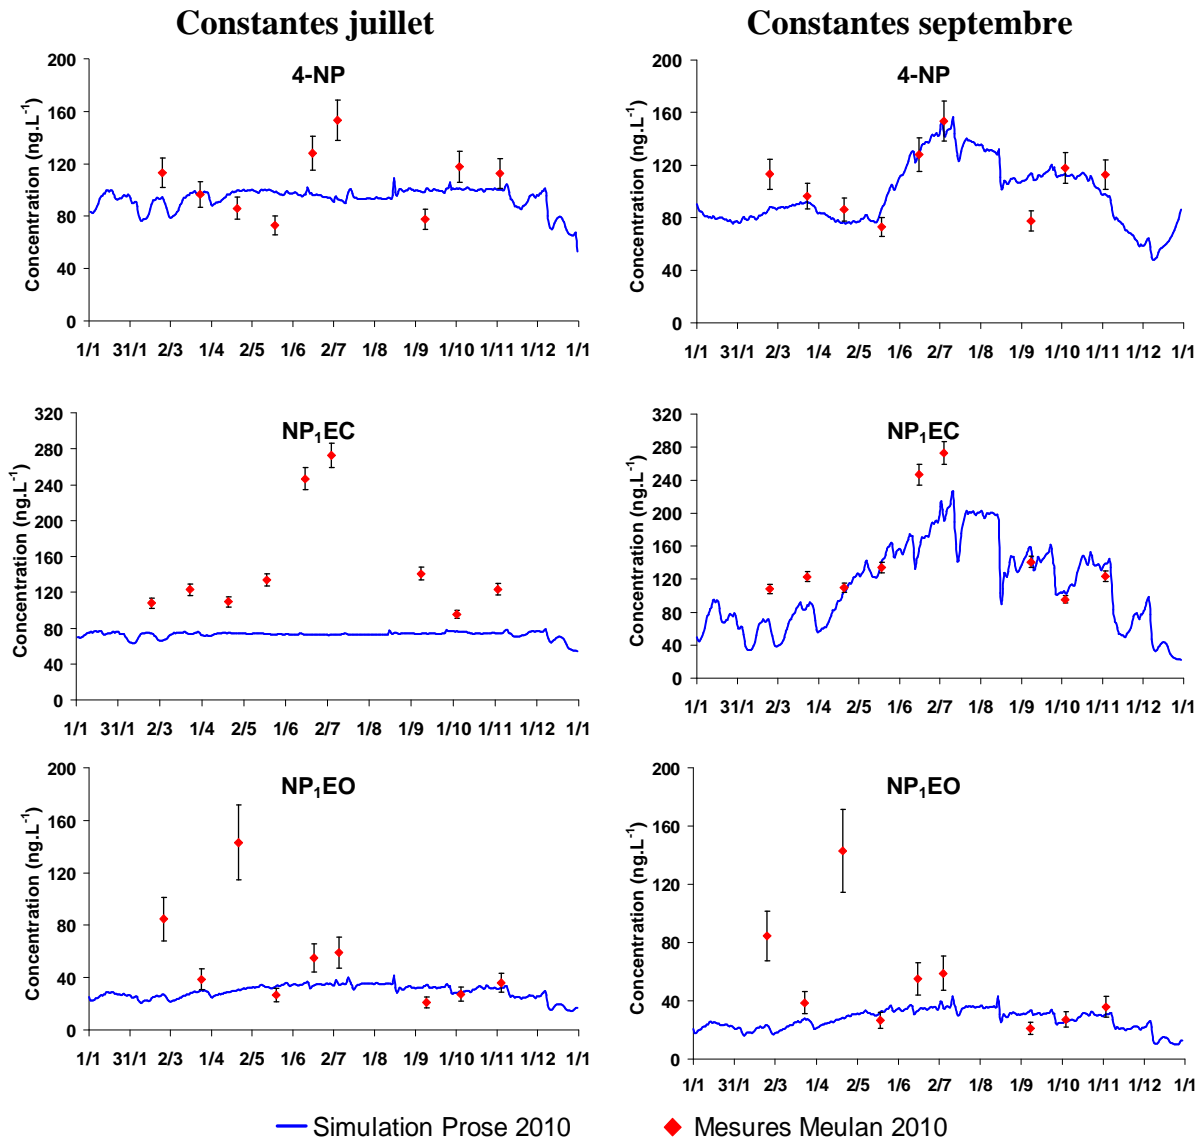 Constantes juillet
Constantes septembre
4-NP
Concentration (ng.L⁻¹)
200
160
120
80
40
0
1/1 31/1 2/3 1/4 2/5 1/6 2/7 1/8 1/9 1/10 1/11 1/12 1/1
4-NP
Concentration (ng.L⁻¹)
200
160
120
80
40
0
1/1 31/1 2/3 1/4 2/5 1/6 2/7 1/8 1/9 1/10 1/11 1/12 1/1
NP₁EC
Concentration (ng.L⁻¹)
320
280
240
200
160
120
80
40
0
1/1 31/1 2/3 1/4 2/5 1/6 2/7 1/8 1/9 1/10 1/11 1/12 1/1
NP₁EC
Concentration (ng.L⁻¹)
320
280
240
200
160
120
80
40
0
1/1 31/1 2/3 1/4 2/5 1/6 2/7 1/8 1/9 1/10 1/11 1/12 1/1
NP₁EO
Concentration (ng.L⁻¹)
200
160
120
80
40
0
1/1 31/1 2/3 1/4 2/5 1/6 2/7 1/8 1/9 1/10 1/11 1/12 1/1
NP₁EO
Concentration (ng.L⁻¹)
200
160
120
80
40
0
1/1 31/1 2/3 1/4 2/5 1/6 2/7 1/8 1/9 1/10 1/11 1/12 1/1
Simulation Prose 2010
Mesures Meulan 2010